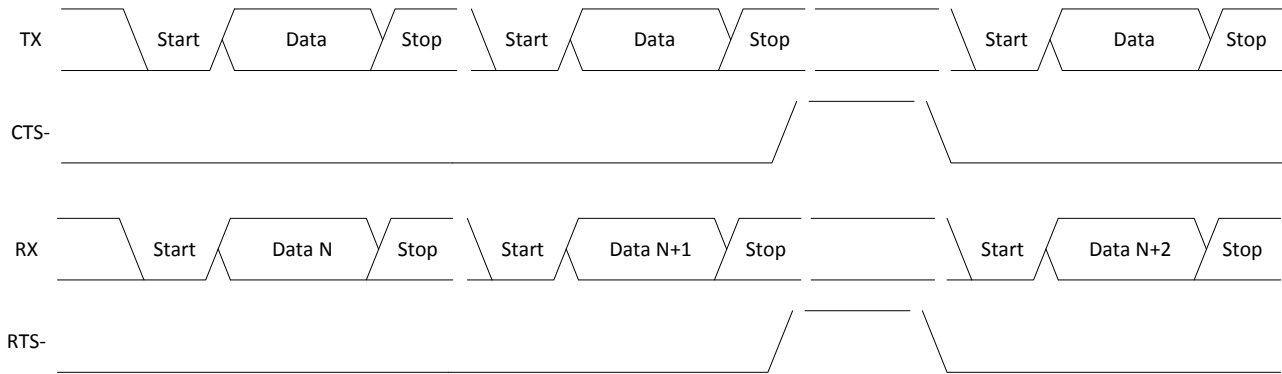 TX Start Data Stop Start Data Stop Start Data Stop
CTS-
RX Start Data N Stop Start Data N+1 Stop Start Data N+2 Stop
RTS-